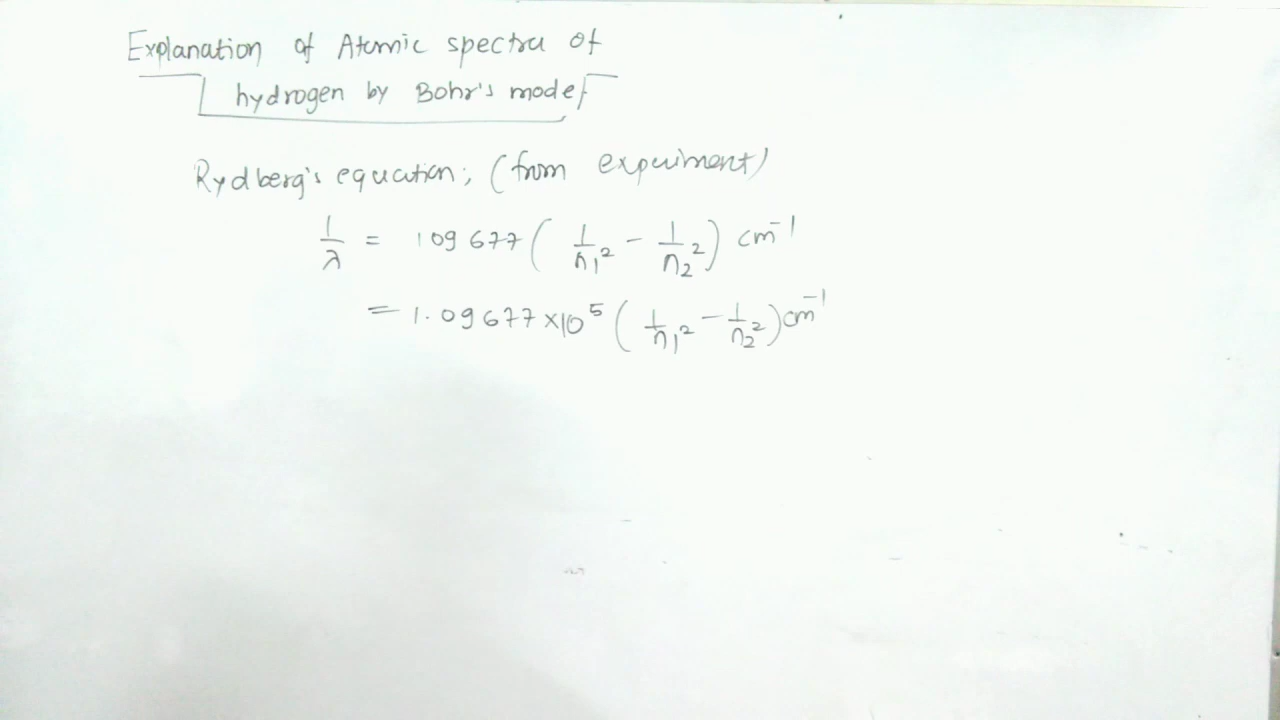 Explanation of Atomic spectra of
hydrogen by Bohr's model
Rydberg's equation; (from experiment)
1/λ = 109677 ( 1/n₁² - 1/n₂² ) cm⁻¹
= 1.09677×10⁵ ( 1/n₁² - 1/n₂² ) cm⁻¹